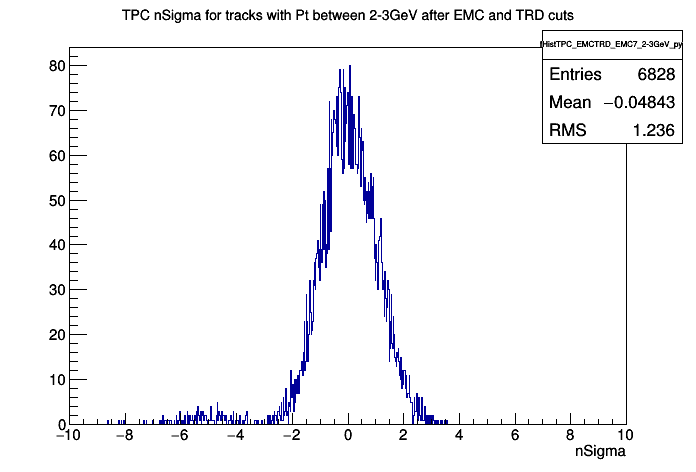 TPC nSigma for tracks with Pt between 2-3GeV after EMC and TRD cuts
HistTPC_EMCTRD_EMC7_2-3GeV_py
Entries 6828
Mean −0.04843
RMS 1.236
80
70
60
50
40
30
20
10
0
−10 −8 −6 −4 −2 0 2 4 6 8 10
nSigma